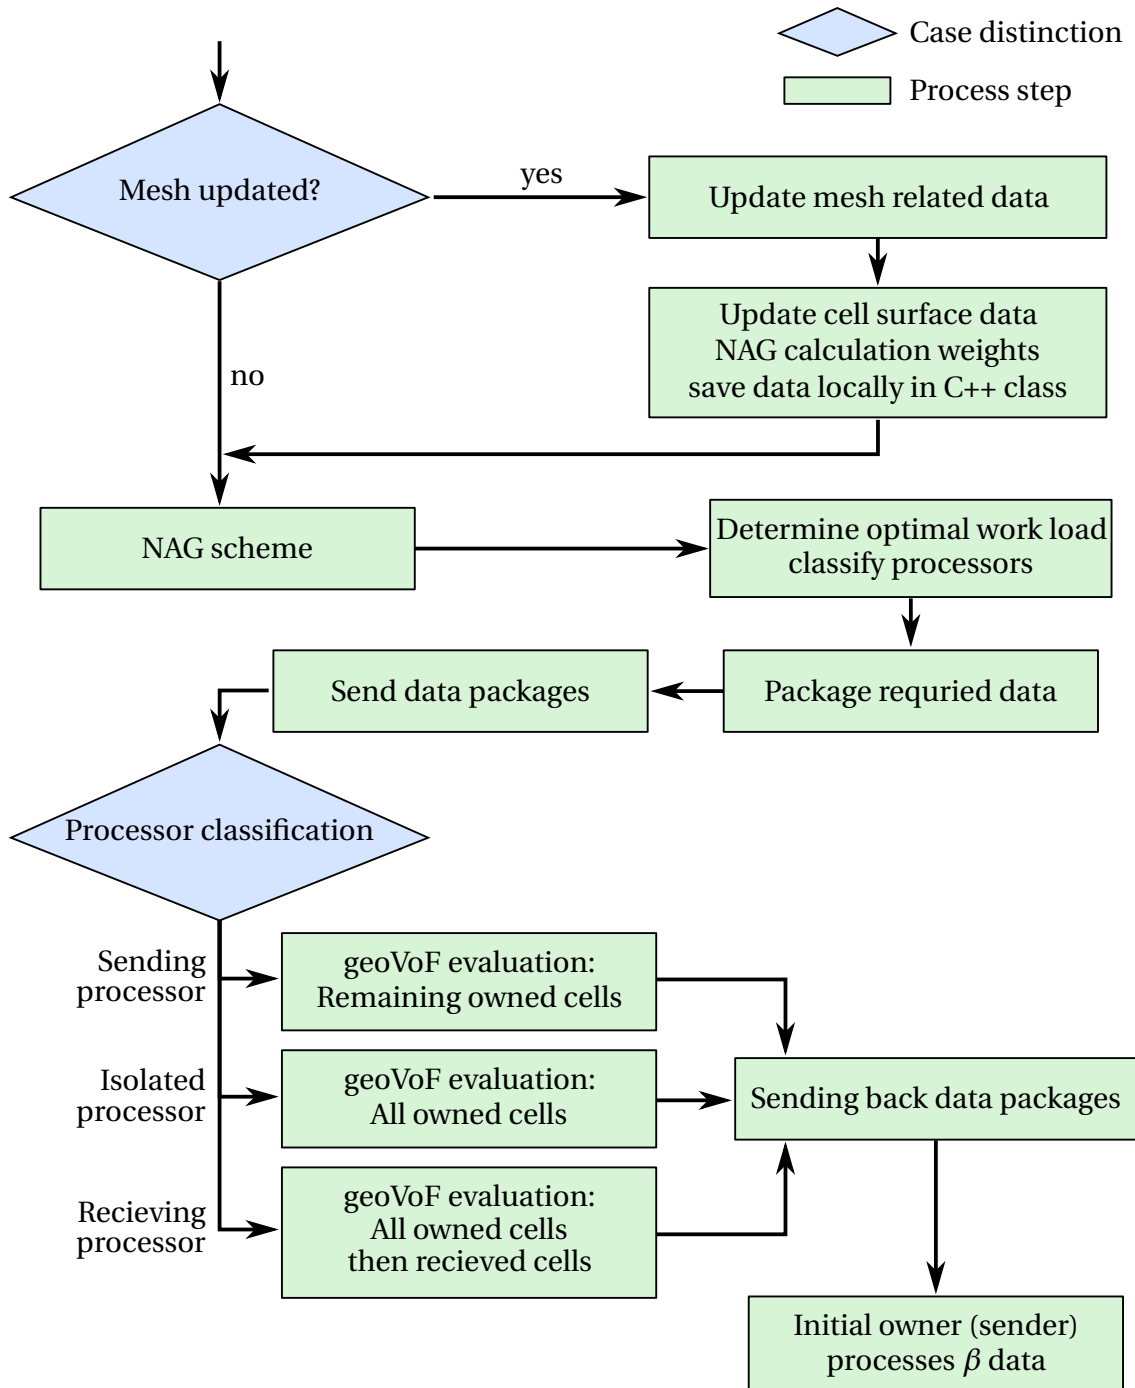 Case distinction
Process step
Mesh updated?
yes
Update mesh related data
Update cell surface data
NAG calculation weights
save data locally in C++ class
no
NAG scheme
Determine optimal work load
classify processors
Send data packages
Package requried data
Processor classification
Sending
processor
geoVoF evaluation:
Remaining owned cells
Isolated
processor
geoVoF evaluation:
All owned cells
Sending back data packages
Recieving
processor
geoVoF evaluation:
All owned cells
then recieved cells
Initial owner (sender)
processes β data